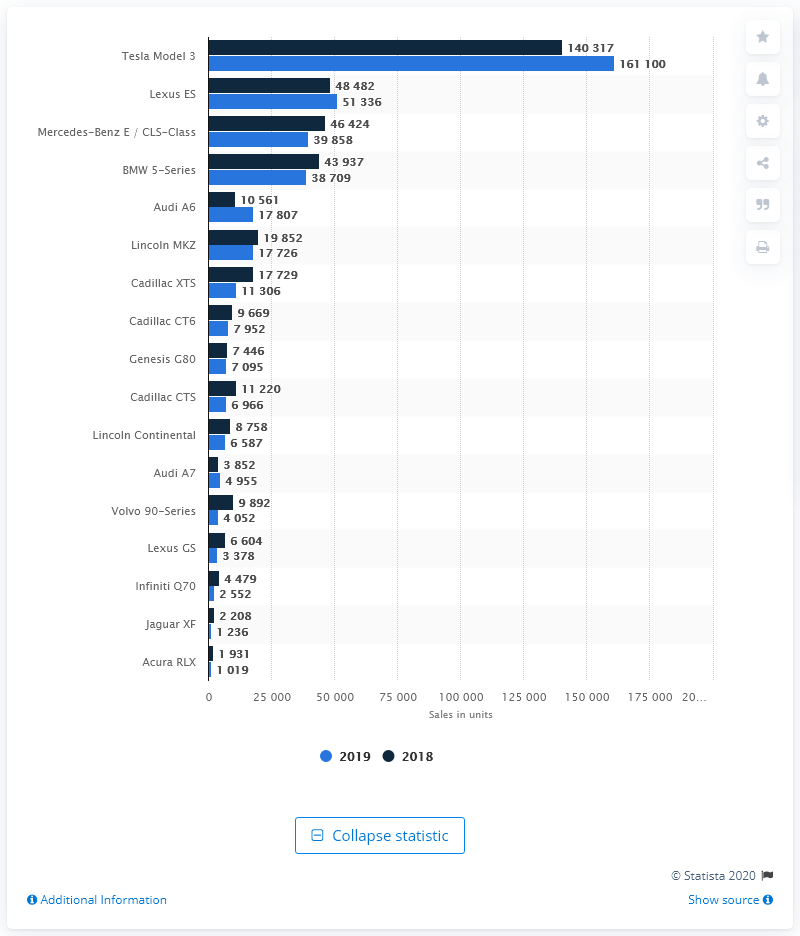 Tesla Model 3 140 317
161 100
Lexus ES 48 482
51 336
Mercedes-Benz E / CLS-Class 46 424
39 858
BMW 5-Series 43 937
38 709
Audi A6 10 561
17 807
Lincoln MKZ 19 852
17 726
Cadillac XTS 17 729
11 306
Cadillac CT6 9 669
7 952
Genesis G80 7 446
7 095
Cadillac CTS 11 220
6 966
Lincoln Continental 8 758
6 587
Audi A7 3 852
4 955
Volvo 90-Series 9 892
4 052
Lexus GS 6 604
3 378
Infiniti Q70 4 479
2 552
Jaguar XF 2 208
1 236
Acura RLX 1 931
1 019
0 25 000 50 000 75 000 100 000 125 000 150 000 175 000 20...
Sales in units
2019 2018
Collapse statistic
© Statista 2020
Additional Information Show source